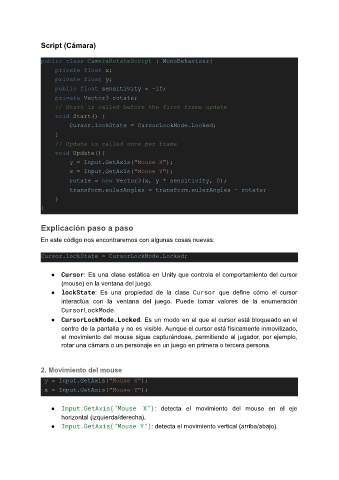 Script (Cámara)
public class CameraRotateScript : MonoBehaviour{
private float x;
private float y;
public float sensitivity = -1f;
private Vector3 rotate;
// Start is called before the first frame update
void Start() {
Cursor.lockState = CursorLockMode.Locked;
}
// Update is called once per frame
void Update(){
y = Input.GetAxis("Mouse X");
x = Input.GetAxis("Mouse Y");
rotate = new Vector3(x, y * sensitivity, 0);
transform.eulerAngles = transform.eulerAngles - rotate;
}
}
Explicación paso a paso
En este código nos encontraremos con algunas cosas nuevas:
Cursor.lockState = CursorLockMode.Locked;
● Cursor: Es una clase estática en Unity que controla el comportamiento del cursor
(mouse) en la ventana del juego.
● lockState: Es una propiedad de la clase Cursor que define cómo el cursor
interactúa con la ventana del juego. Puede tomar valores de la enumeración
CursorLockMode.
● CursorLockMode.Locked: Es un modo en el que el cursor está bloqueado en el
centro de la pantalla y no es visible. Aunque el cursor está físicamente inmovilizado,
el movimiento del mouse sigue capturándose, permitiendo al jugador, por ejemplo,
rotar una cámara o un personaje en un juego en primera o tercera persona.
2. Movimiento del mouse
y = Input.GetAxis("Mouse X");
x = Input.GetAxis("Mouse Y");
● Input.GetAxis("Mouse X"): detecta el movimiento del mouse en el eje
horizontal (izquierda/derecha).
● Input.GetAxis("Mouse Y"): detecta el movimiento vertical (arriba/abajo).